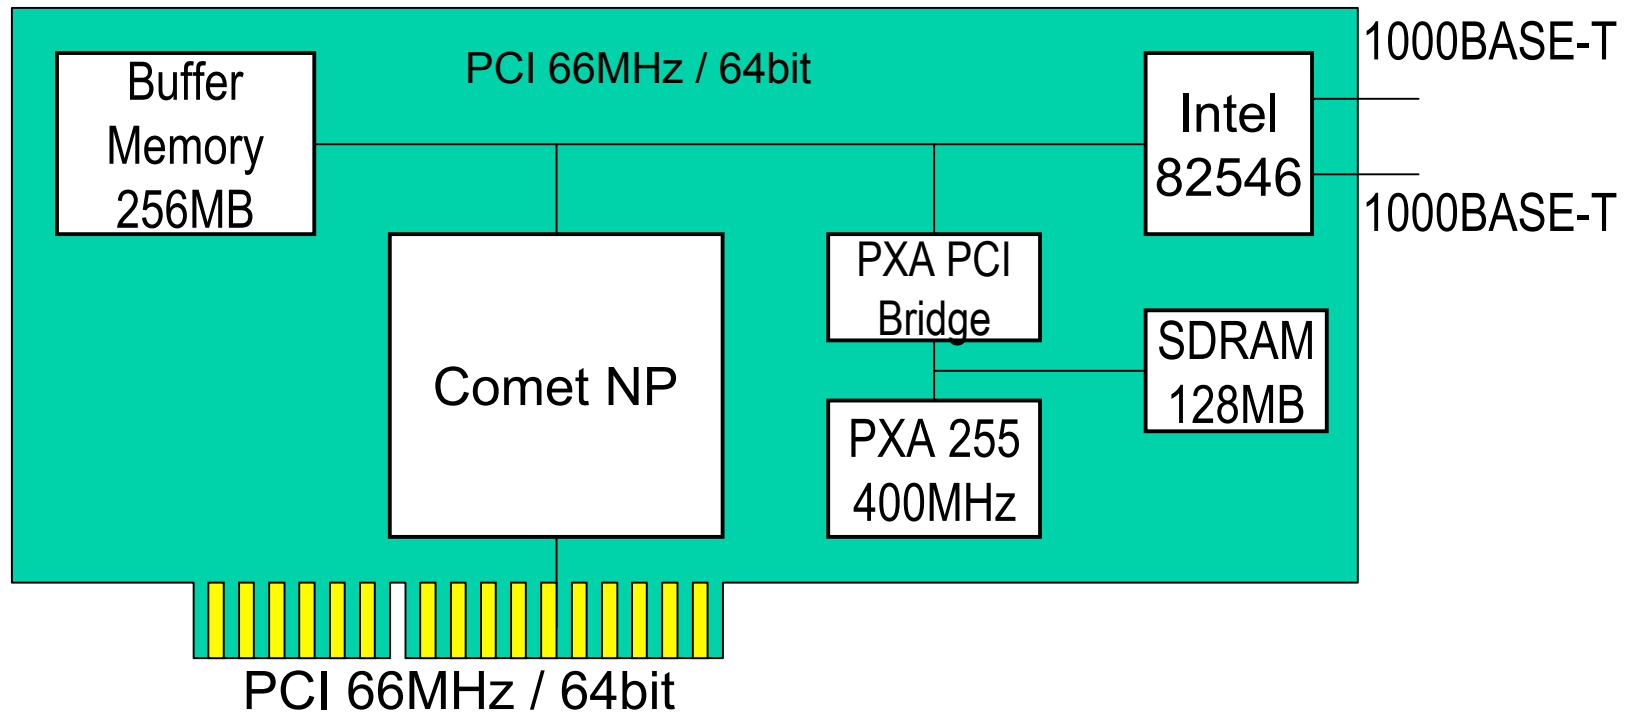 PCI 66MHz / 64bit
Buffer
Memory
256MB
Intel
82546
1000BASE-T
1000BASE-T
Comet NP
PXA PCI
Bridge
SDRAM
128MB
PXA 255
400MHz
PCI 66MHz / 64bit